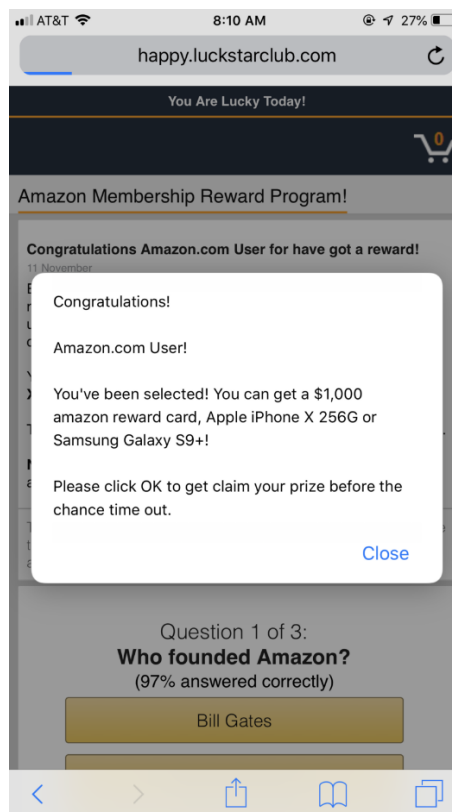 AT&T 8:10 AM 27%
happy.luckstarclub.com
You Are Lucky Today!
0
Amazon Membership Reward Program!
Congratulations Amazon.com User for have got a reward!
11 November
Congratulations!
Amazon.com User!
You've been selected! You can get a $1,000
amazon reward card, Apple iPhone X 256G or
Samsung Galaxy S9+!
Please click OK to get claim your prize before the
chance time out.
Close
Question 1 of 3:
Who founded Amazon?
(97% answered correctly)
Bill Gates